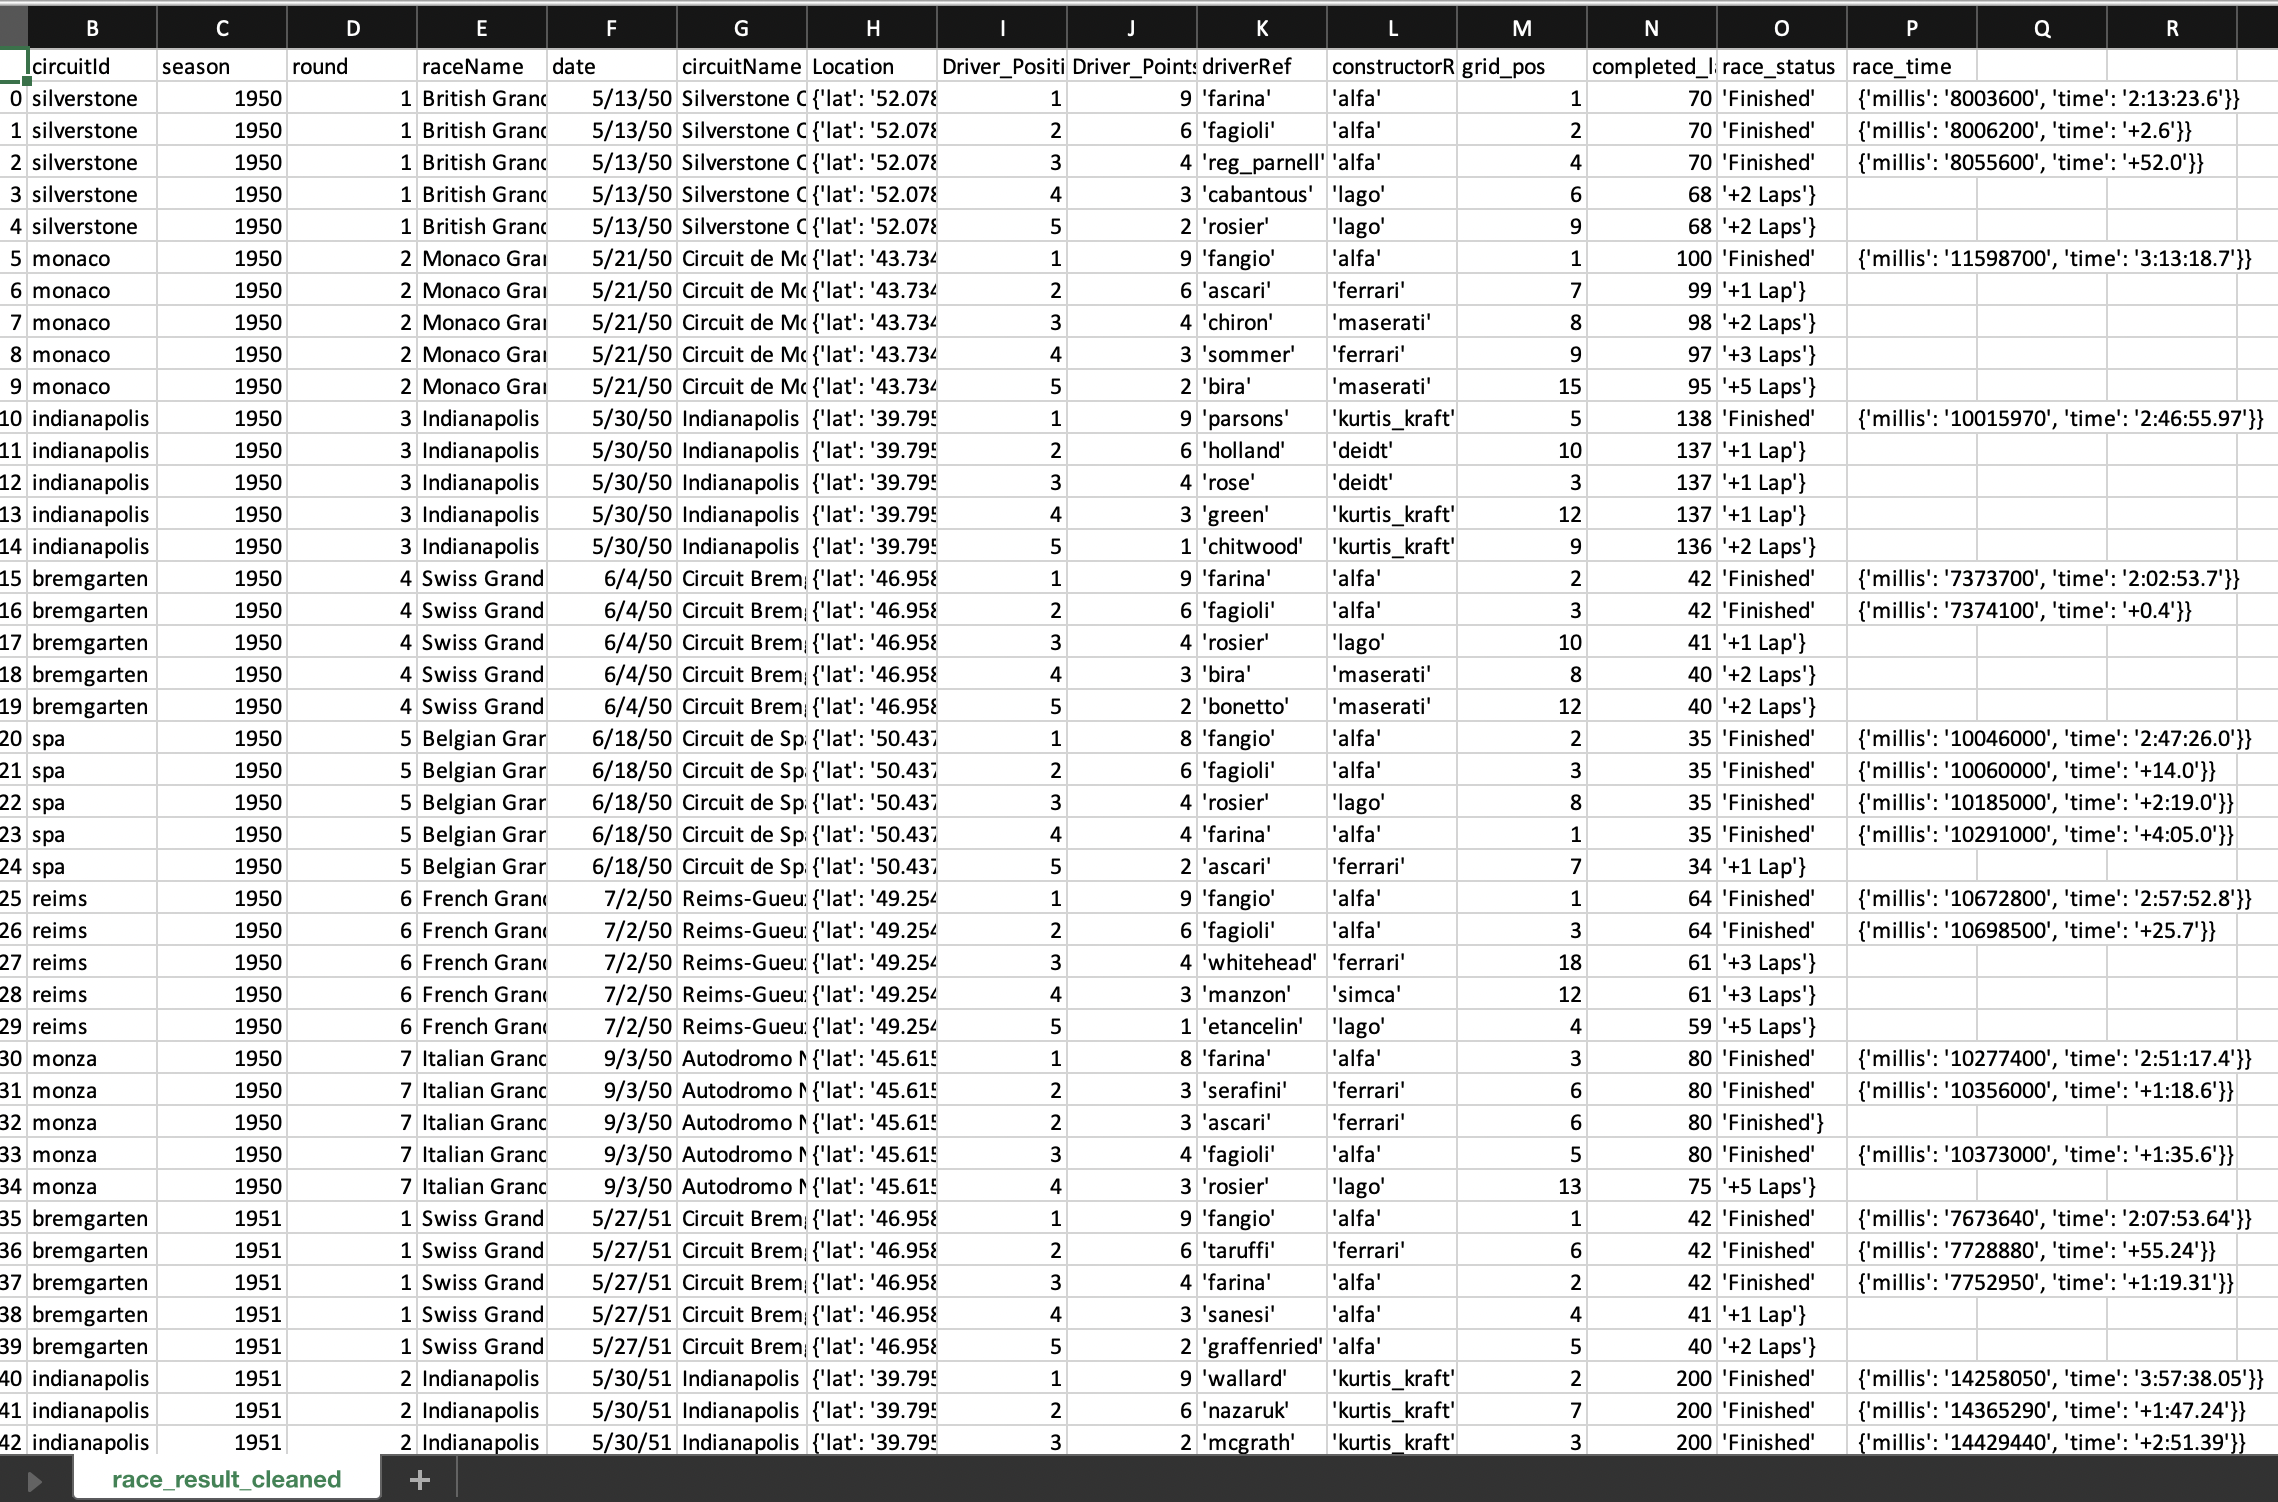 B C D E F G H I J K L M N O P Q R
circuitId season round raceName date circuitName Location Driver_Positi Driver_Points driverRef constructorR grid_pos completed_la race_status race_time
0 silverstone 1950 1 British Grand 5/13/50 Silverstone C {'lat': '52.078 1 9 'farina' 'alfa' 1 70 'Finished' {'millis': '8003600', 'time': '2:13:23.6'}}
1 silverstone 1950 1 British Grand 5/13/50 Silverstone C {'lat': '52.078 2 6 'fagioli' 'alfa' 2 70 'Finished' {'millis': '8006200', 'time': '+2.6'}}
2 silverstone 1950 1 British Grand 5/13/50 Silverstone C {'lat': '52.078 3 4 'reg_parnell' 'alfa' 4 70 'Finished' {'millis': '8055600', 'time': '+52.0'}}
3 silverstone 1950 1 British Grand 5/13/50 Silverstone C {'lat': '52.078 4 3 'cabantous' 'lago' 6 68 '+2 Laps'}
4 silverstone 1950 1 British Grand 5/13/50 Silverstone C {'lat': '52.078 5 2 'rosier' 'lago' 9 68 '+2 Laps'}
5 monaco 1950 2 Monaco Gran 5/21/50 Circuit de Mo {'lat': '43.734 1 9 'fangio' 'alfa' 1 100 'Finished' {'millis': '11598700', 'time': '3:13:18.7'}}
6 monaco 1950 2 Monaco Gran 5/21/50 Circuit de Mo {'lat': '43.734 2 6 'ascari' 'ferrari' 7 99 '+1 Lap'}
7 monaco 1950 2 Monaco Gran 5/21/50 Circuit de Mo {'lat': '43.734 3 4 'chiron' 'maserati' 8 98 '+2 Laps'}
8 monaco 1950 2 Monaco Gran 5/21/50 Circuit de Mo {'lat': '43.734 4 3 'sommer' 'ferrari' 9 97 '+3 Laps'}
9 monaco 1950 2 Monaco Gran 5/21/50 Circuit de Mo {'lat': '43.734 5 2 'bira' 'maserati' 15 95 '+5 Laps'}
10 indianapolis 1950 3 Indianapolis 5/30/50 Indianapolis {'lat': '39.795 1 9 'parsons' 'kurtis_kraft' 5 138 'Finished' {'millis': '10015970', 'time': '2:46:55.97'}}
11 indianapolis 1950 3 Indianapolis 5/30/50 Indianapolis {'lat': '39.795 2 6 'holland' 'deidt' 10 137 '+1 Lap'}
12 indianapolis 1950 3 Indianapolis 5/30/50 Indianapolis {'lat': '39.795 3 4 'rose' 'deidt' 3 137 '+1 Lap'}
13 indianapolis 1950 3 Indianapolis 5/30/50 Indianapolis {'lat': '39.795 4 3 'green' 'kurtis_kraft' 12 137 '+1 Lap'}
14 indianapolis 1950 3 Indianapolis 5/30/50 Indianapolis {'lat': '39.795 5 1 'chitwood' 'kurtis_kraft' 9 136 '+2 Laps'}
15 bremgarten 1950 4 Swiss Grand 6/4/50 Circuit Brem {'lat': '46.958 1 9 'farina' 'alfa' 2 42 'Finished' {'millis': '7373700', 'time': '2:02:53.7'}}
16 bremgarten 1950 4 Swiss Grand 6/4/50 Circuit Brem {'lat': '46.958 2 6 'fagioli' 'alfa' 3 42 'Finished' {'millis': '7374100', 'time': '+0.4'}}
17 bremgarten 1950 4 Swiss Grand 6/4/50 Circuit Brem {'lat': '46.958 3 4 'rosier' 'lago' 10 41 '+1 Lap'}
18 bremgarten 1950 4 Swiss Grand 6/4/50 Circuit Brem {'lat': '46.958 4 3 'bira' 'maserati' 8 40 '+2 Laps'}
19 bremgarten 1950 4 Swiss Grand 6/4/50 Circuit Brem {'lat': '46.958 5 2 'bonetto' 'maserati' 12 40 '+2 Laps'}
20 spa 1950 5 Belgian Gran 6/18/50 Circuit de Spa {'lat': '50.437 1 8 'fangio' 'alfa' 2 35 'Finished' {'millis': '10046000', 'time': '2:47:26.0'}}
21 spa 1950 5 Belgian Gran 6/18/50 Circuit de Spa {'lat': '50.437 2 6 'fagioli' 'alfa' 3 35 'Finished' {'millis': '10060000', 'time': '+14.0'}}
22 spa 1950 5 Belgian Gran 6/18/50 Circuit de Spa {'lat': '50.437 3 4 'rosier' 'lago' 8 35 'Finished' {'millis': '10185000', 'time': '+2:19.0'}}
23 spa 1950 5 Belgian Gran 6/18/50 Circuit de Spa {'lat': '50.437 4 4 'farina' 'alfa' 1 35 'Finished' {'millis': '10291000', 'time': '+4:05.0'}}
24 spa 1950 5 Belgian Gran 6/18/50 Circuit de Spa {'lat': '50.437 5 2 'ascari' 'ferrari' 7 34 '+1 Lap'}
25 reims 1950 6 French Grand 7/2/50 Reims-Gueu {'lat': '49.254 1 9 'fangio' 'alfa' 1 64 'Finished' {'millis': '10672800', 'time': '2:57:52.8'}}
26 reims 1950 6 French Grand 7/2/50 Reims-Gueu {'lat': '49.254 2 6 'fagioli' 'alfa' 3 64 'Finished' {'millis': '10698500', 'time': '+25.7'}}
27 reims 1950 6 French Grand 7/2/50 Reims-Gueu {'lat': '49.254 3 4 'whitehead' 'ferrari' 18 61 '+3 Laps'}
28 reims 1950 6 French Grand 7/2/50 Reims-Gueu {'lat': '49.254 4 3 'manzon' 'simca' 12 61 '+3 Laps'}
29 reims 1950 6 French Grand 7/2/50 Reims-Gueu {'lat': '49.254 5 1 'etancelin' 'lago' 4 59 '+5 Laps'}
30 monza 1950 7 Italian Grand 9/3/50 Autodromo N {'lat': '45.615 1 8 'farina' 'alfa' 3 80 'Finished' {'millis': '10277400', 'time': '2:51:17.4'}}
31 monza 1950 7 Italian Grand 9/3/50 Autodromo N {'lat': '45.615 2 3 'serafini' 'ferrari' 6 80 'Finished' {'millis': '10356000', 'time': '+1:18.6'}}
32 monza 1950 7 Italian Grand 9/3/50 Autodromo N {'lat': '45.615 2 3 'ascari' 'ferrari' 6 80 'Finished'}
33 monza 1950 7 Italian Grand 9/3/50 Autodromo N {'lat': '45.615 3 4 'fagioli' 'alfa' 5 80 'Finished' {'millis': '10373000', 'time': '+1:35.6'}}
34 monza 1950 7 Italian Grand 9/3/50 Autodromo N {'lat': '45.615 4 3 'rosier' 'lago' 13 75 '+5 Laps'}
35 bremgarten 1951 1 Swiss Grand 5/27/51 Circuit Brem {'lat': '46.958 1 9 'fangio' 'alfa' 1 42 'Finished' {'millis': '7673640', 'time': '2:07:53.64'}}
36 bremgarten 1951 1 Swiss Grand 5/27/51 Circuit Brem {'lat': '46.958 2 6 'taruffi' 'ferrari' 6 42 'Finished' {'millis': '7728880', 'time': '+55.24'}}
37 bremgarten 1951 1 Swiss Grand 5/27/51 Circuit Brem {'lat': '46.958 3 4 'farina' 'alfa' 2 42 'Finished' {'millis': '7752950', 'time': '+1:19.31'}}
38 bremgarten 1951 1 Swiss Grand 5/27/51 Circuit Brem {'lat': '46.958 4 3 'sanesi' 'alfa' 4 41 '+1 Lap'}
39 bremgarten 1951 1 Swiss Grand 5/27/51 Circuit Brem {'lat': '46.958 5 2 'graffenried' 'alfa' 5 40 '+2 Laps'}
40 indianapolis 1951 2 Indianapolis 5/30/51 Indianapolis {'lat': '39.795 1 9 'wallard' 'kurtis_kraft' 2 200 'Finished' {'millis': '14258050', 'time': '3:57:38.05'}}
41 indianapolis 1951 2 Indianapolis 5/30/51 Indianapolis {'lat': '39.795 2 6 'nazaruk' 'kurtis_kraft' 7 200 'Finished' {'millis': '14365290', 'time': '+1:47.24'}}
42 indianapolis 1951 2 Indianapolis 5/30/51 Indianapolis {'lat': '39.795 3 2 'mcgrath' 'kurtis_kraft' 3 200 'Finished' {'millis': '14429440', 'time': '+2:51.39'}}
race_result_cleaned +